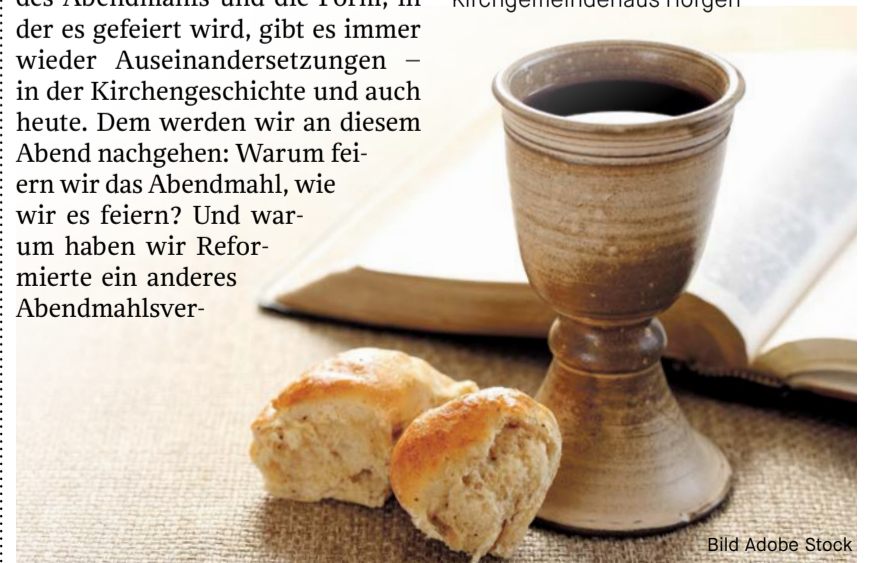 des Abendmahls und die Form, in
der es gefeiert wird, gibt es immer
wieder Auseinandersetzungen –
in der Kirchengeschichte und auch
heute. Dem werden wir an diesem
Abend nachgehen: Warum fei-
ern wir das Abendmahl, wie
wir es feiern? Und war-
um haben wir Refor-
mierte ein anderes
Abendmahlsver-
Kirchgemeindehaus Horgen
Bild Adobe Stock